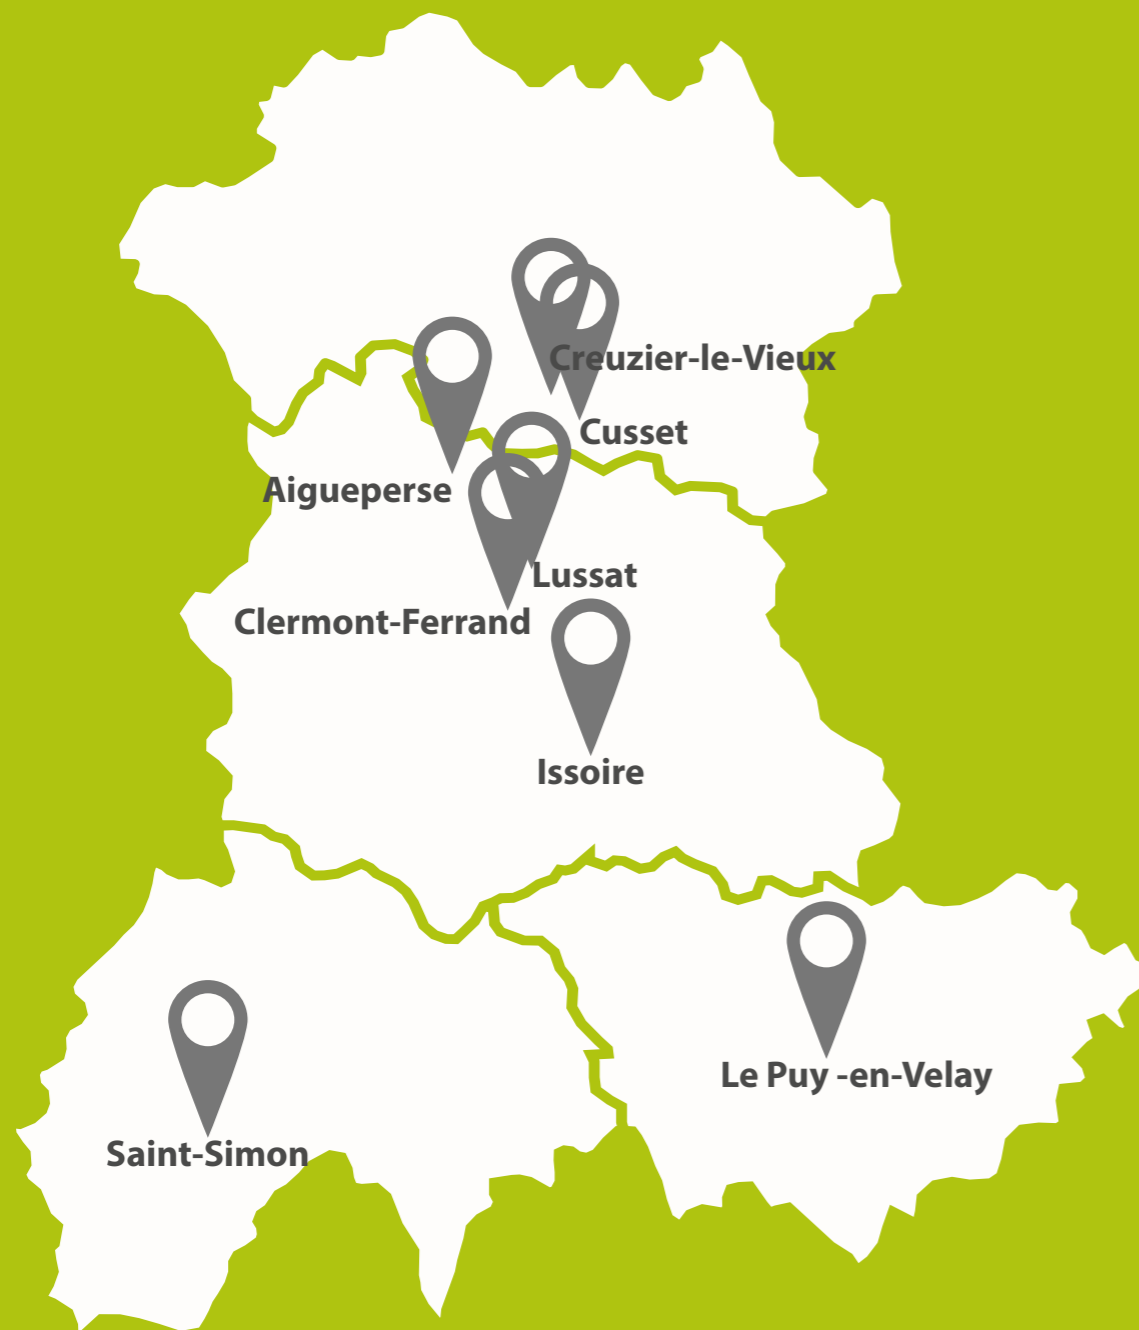 Creuzier-le-Vieux
Cusset
Aigueperse
Lussat
Clermont-Ferrand
Issoire
Le Puy -en-Velay
Saint-Simon